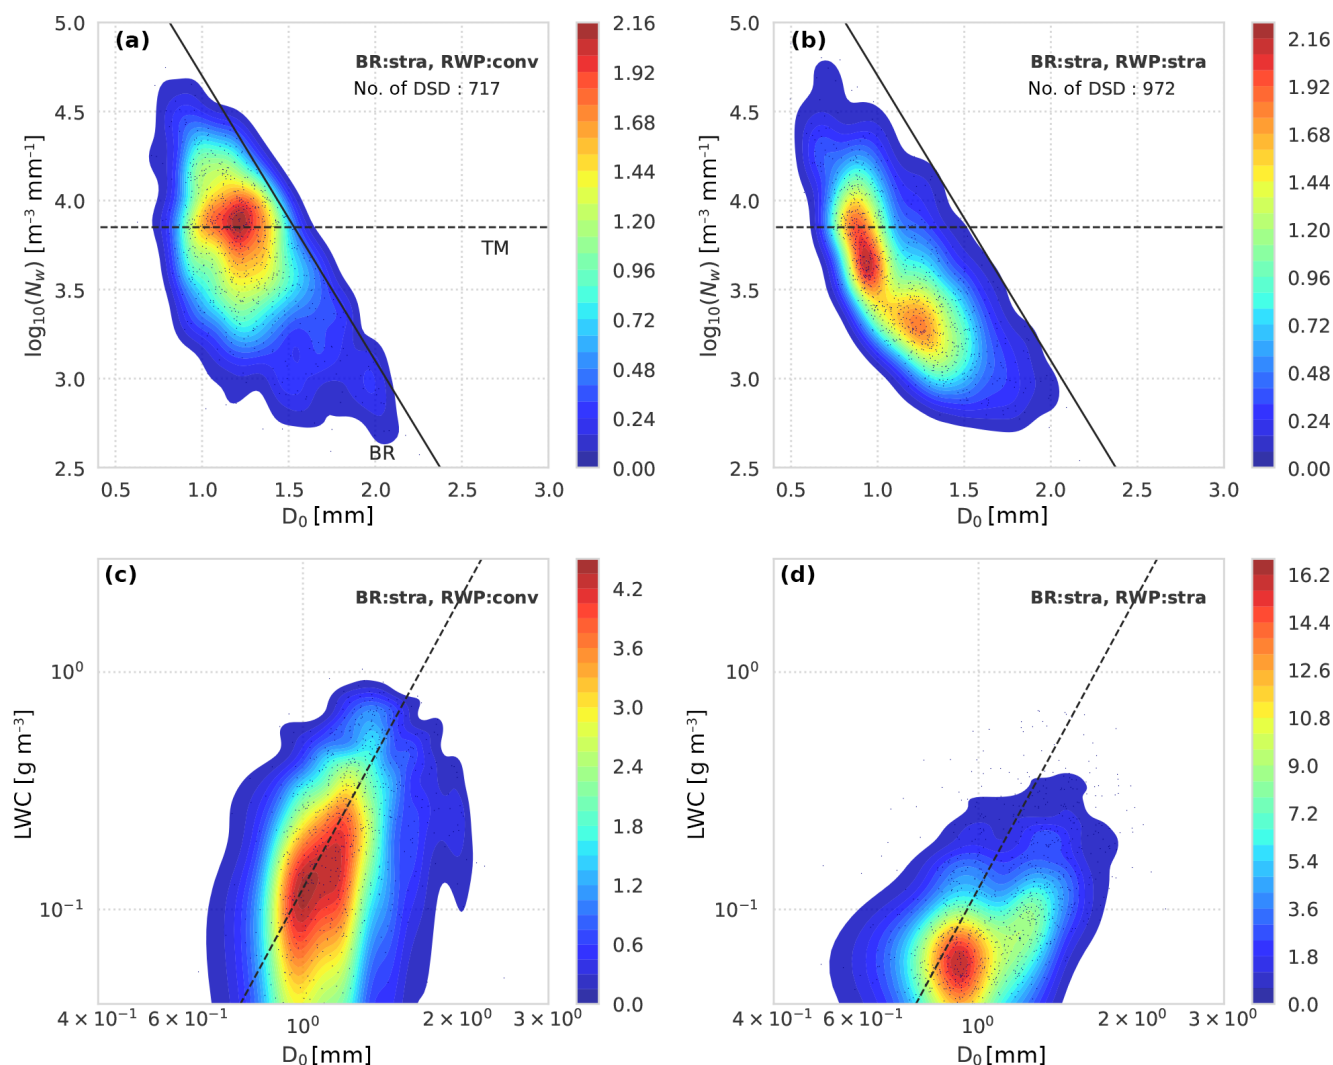 (a)
BR:stra, RWP:conv
No. of DSD : 717
TM
BR
log₁₀(N_w) [m⁻³ mm⁻¹]
5.0
4.5
4.0
3.5
3.0
2.5
0.5 1.0 1.5 2.0 2.5 3.0
D₀ [mm]
2.16
1.92
1.68
1.44
1.20
0.96
0.72
0.48
0.24
0.00
(b)
BR:stra, RWP:stra
No. of DSD : 972
log₁₀(N_w) [m⁻³ mm⁻¹]
5.0
4.5
4.0
3.5
3.0
2.5
0.5 1.0 1.5 2.0 2.5 3.0
D₀ [mm]
2.16
1.92
1.68
1.44
1.20
0.96
0.72
0.48
0.24
0.00
(c)
BR:stra, RWP:conv
LWC [g m⁻³]
10⁰
10⁻¹
4 × 10⁻¹ 6 × 10⁻¹ 10⁰ 2 × 10⁰ 3 × 10⁰
D₀ [mm]
4.2
3.6
3.0
2.4
1.8
1.2
0.6
0.0
(d)
BR:stra, RWP:stra
LWC [g m⁻³]
10⁰
10⁻¹
4 × 10⁻¹ 6 × 10⁻¹ 10⁰ 2 × 10⁰ 3 × 10⁰
D₀ [mm]
16.2
14.4
12.6
10.8
9.0
7.2
5.4
3.6
1.8
0.0